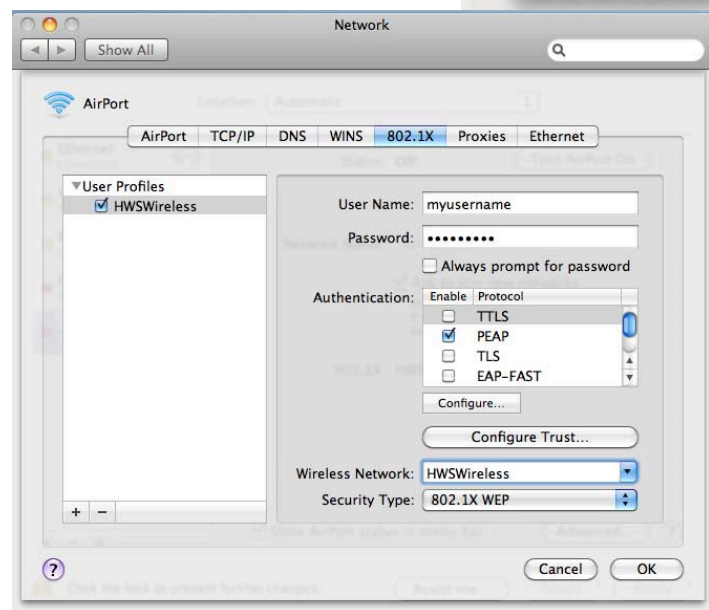 Network
Show All
AirPort
AirPort TCP/IP DNS WINS 802.1X Proxies Ethernet
▼User Profiles
HWSWireless
User Name: myusername
Password: •••••••••
Always prompt for password
Authentication: Enable Protocol
TTLS
PEAP
TLS
EAP-FAST
Configure...
Configure Trust...
Wireless Network: HWSWireless
Security Type: 802.1X WEP
+ −
? Cancel OK